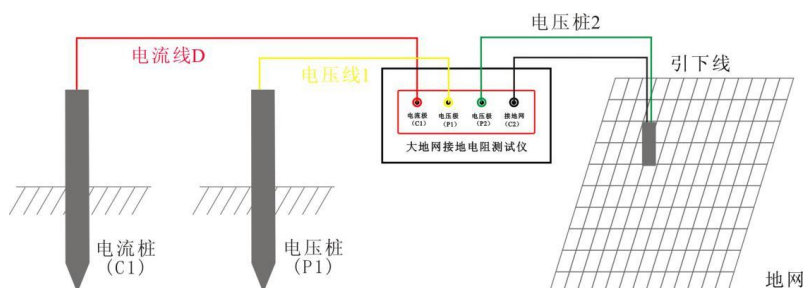 电压桩2
电流线D
电压线1
引下线
电流桩
(C1)
电压极
(P1)
电压极
(P2)
接地网
(C2)
大地网接地电阻测试仪
电流桩
(C1)
电压桩
(P1)
地网